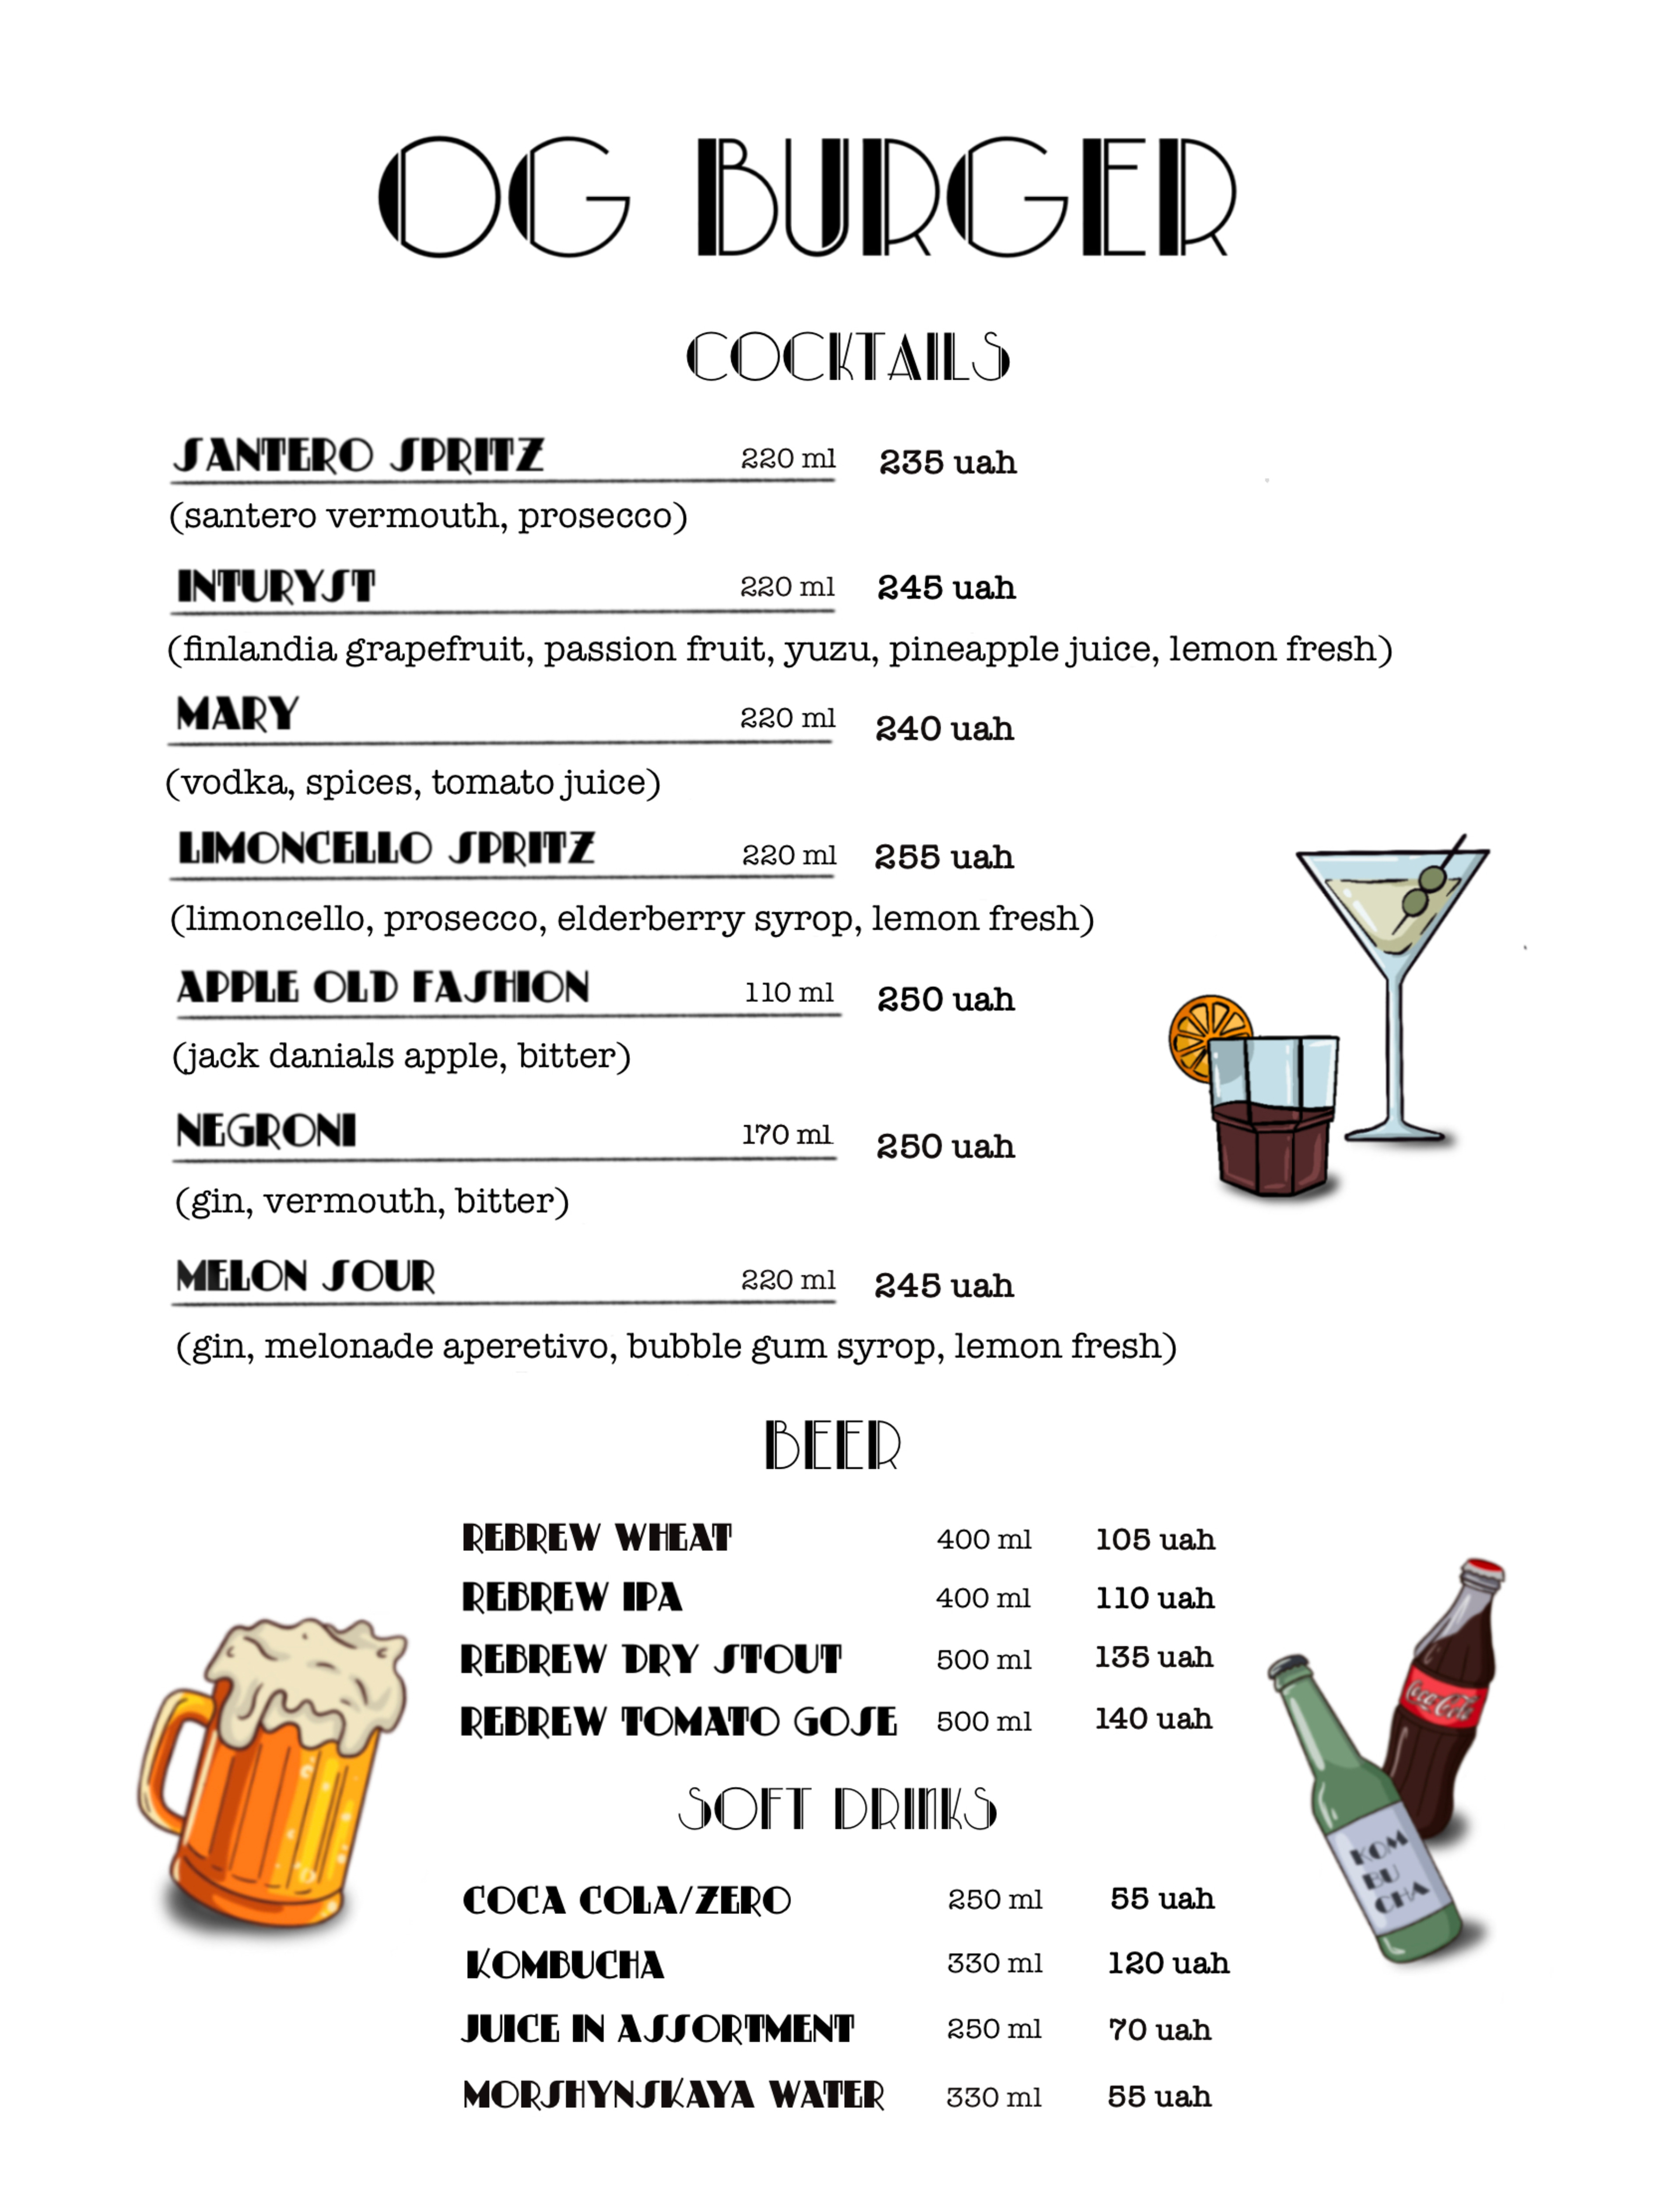 OG BURGER
COCKTAILS
SANTERO SPRITZ 220 ml 235 uah
(santero vermouth, prosecco)
INTURYST 220 ml 245 uah
(finlandia grapefruit, passion fruit, yuzu, pineapple juice, lemon fresh)
MARY 220 ml 240 uah
(vodka, spices, tomato juice)
LIMONCELLO SPRITZ 220 ml 255 uah
(limoncello, prosecco, elderberry syrop, lemon fresh)
APPLE OLD FASHION 110 ml 250 uah
(jack danials apple, bitter)
NEGRONI 170 ml 250 uah
(gin, vermouth, bitter)
MELON SOUR 220 ml 245 uah
(gin, melonade aperetivo, bubble gum syrop, lemon fresh)
BEER
REBREW WHEAT 400 ml 105 uah
REBREW IPA 400 ml 110 uah
REBREW DRY STOUT 500 ml 135 uah
REBREW TOMATO GOSE 500 ml 140 uah
Coca Cola
KOM
BU
CHA
SOFT DRINKS
COCA COLA/ZERO 250 ml 55 uah
KOMBUCHA 330 ml 120 uah
JUICE IN ASSORTMENT 250 ml 70 uah
MORSHYNSKAYA WATER 330 ml 55 uah